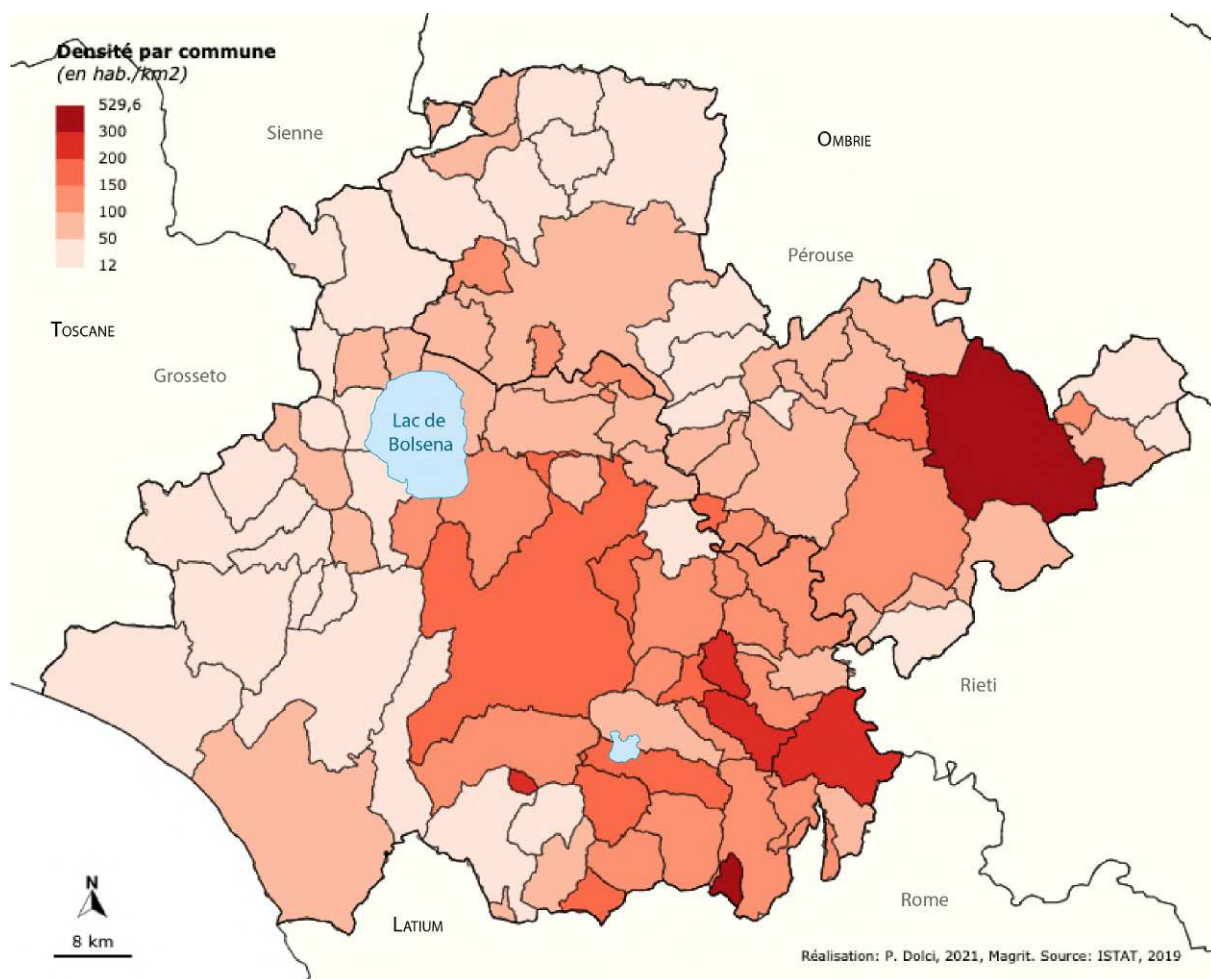 Densité par commune
(en hab./km2)
529,6
300
200
150
100
50
12
Sienne
OMBRIE
Pérouse
TOSCANE
Grosseto
Lac de
Bolsena
Rieti
Rome
LATIUM
N
8 km
Réalisation: P. Dolci, 2021, Magrit. Source: ISTAT, 2019